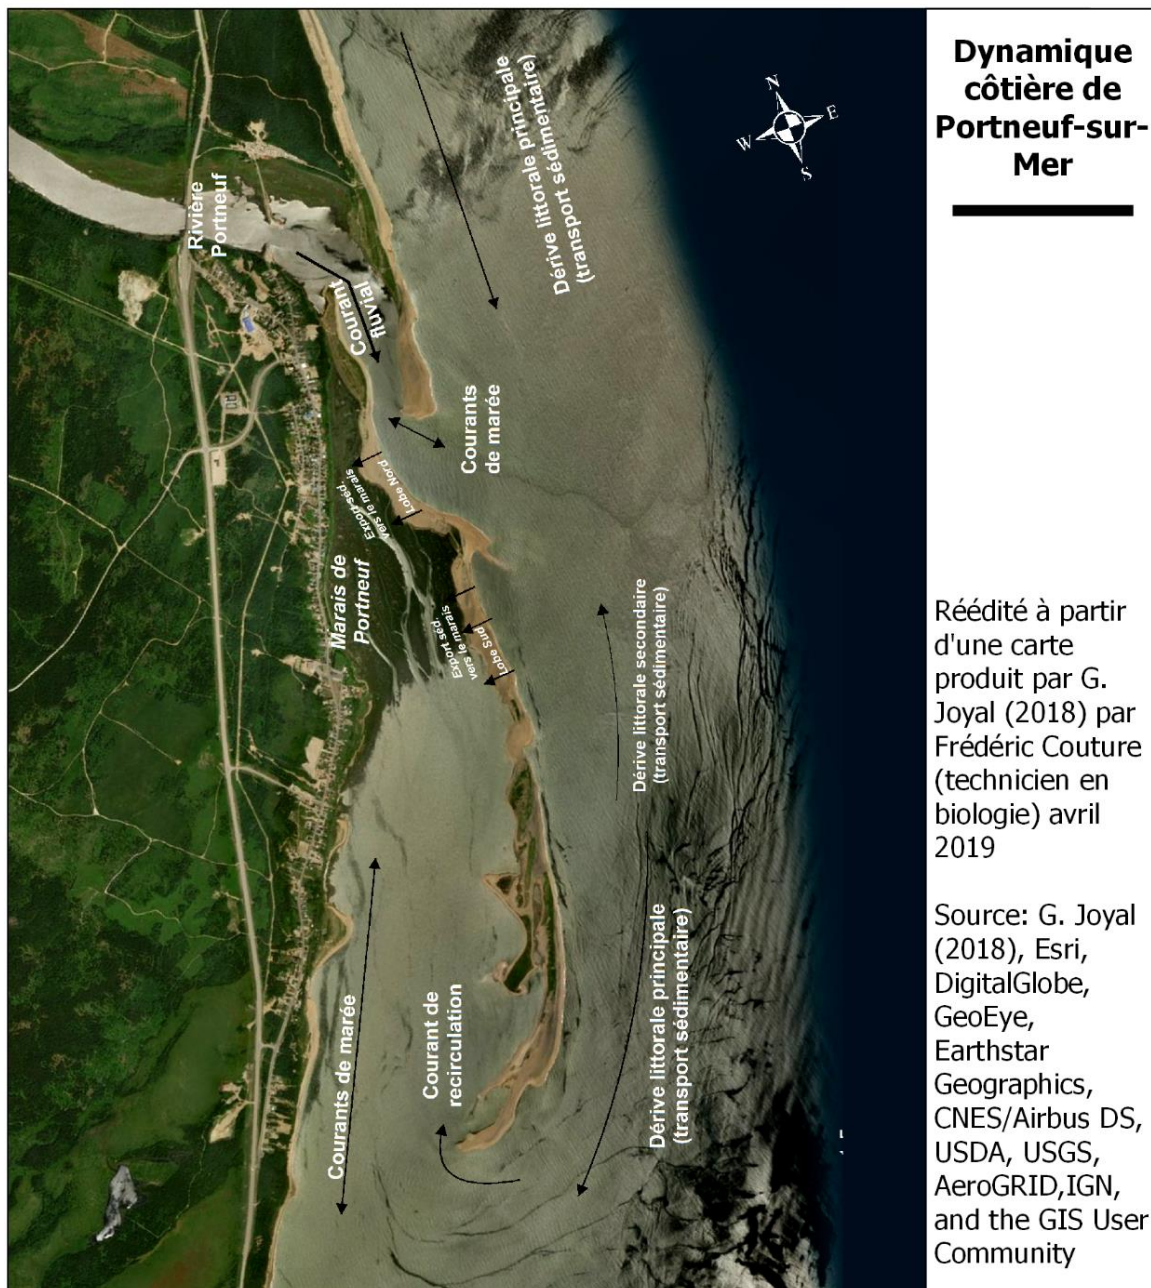 Dynamique
côtière de
Portneuf-sur-
Mer
N
E
W
S
Dérive littorale principale
(transport sédimentaire)
Rivière
Portneuf
Courant
fluvial
Courants
de marée
Lobe Nord
Export séd.
vers le marais
Marais de
Portneuf
Export séd.
vers le marais
Lobe Sud
Dérive littorale secondaire
(transport sédimentaire)
Dérive littorale principale
(transport sédimentaire)
Courants de marée
Courant de
recirculation
Réédité à partir
d'une carte
produit par G.
Joyal (2018) par
Frédéric Couture
(technicien en
biologie) avril
2019
Source: G. Joyal
(2018), Esri,
DigitalGlobe,
GeoEye,
Earthstar
Geographics,
CNES/Airbus DS,
USDA, USGS,
AeroGRID,IGN,
and the GIS User
Community